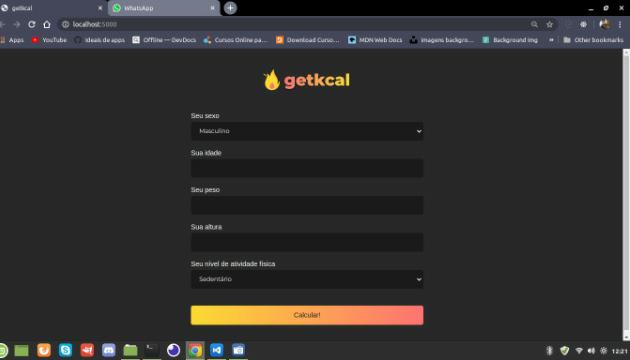 getkcal
WhatsApp
localhost:5000
Apps YouTube Ideais de apps Offline — DevDocs Cursos Online pa... Download Curso... MDN Web Docs imagens backgro... Background img » Other bookmarks
getkcal
Seu sexo
Masculino
Sua idade
Seu peso
Sua altura
Seu nível de atividade física
Sedentário
Calcular!
12:21